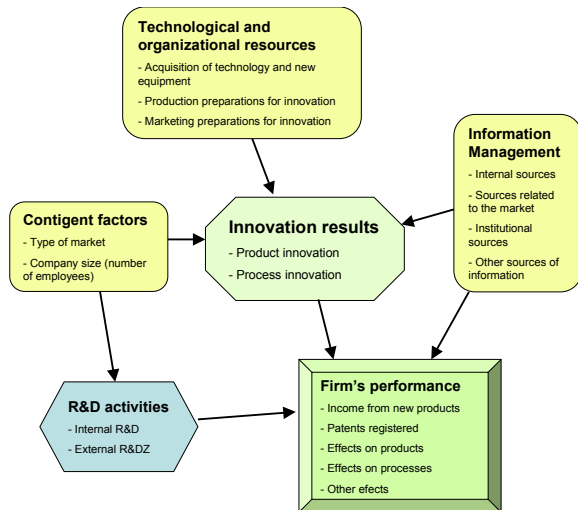 Technological and
organizational resources
- Acquisition of technology and new
equipment
- Production preparations for innovation
- Marketing preparations for innovation
Information
Management
- Internal sources
- Sources related
to the market
- Institutional
sources
- Other sources of
information
Contigent factors
- Type of market
- Company size (number
of employees)
Innovation results
- Product innovation
- Process innovation
R&D activities
- Internal R&D
- External R&DZ
Firm's performance
- Income from new products
- Patents registered
- Effects on products
- Effects on processes
- Other efects